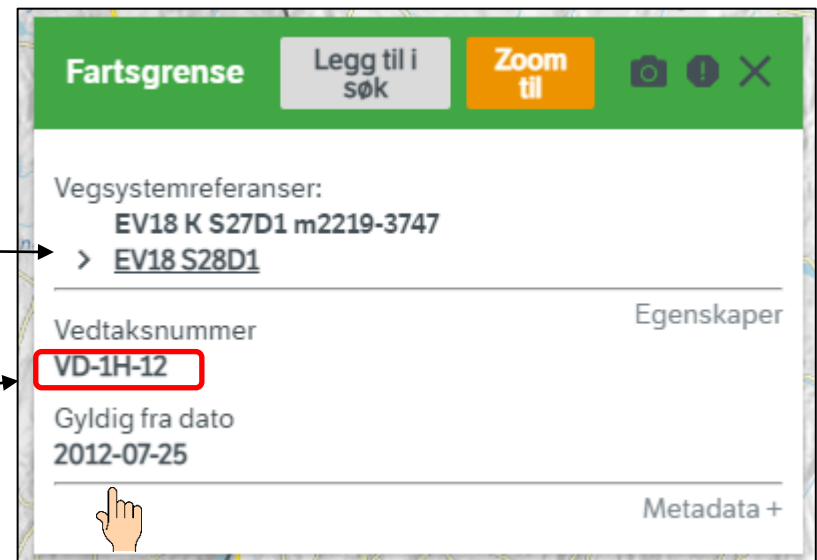 Fartsgrense
Legg til i
søk
Zoom
til
Vegsystemreferanser:
EV18 K S27D1 m2219-3747
> EV18 S28D1
Egenskaper
Vedtaksnummer
VD-1H-12
Gyldig fra dato
2012-07-25
Metadata +